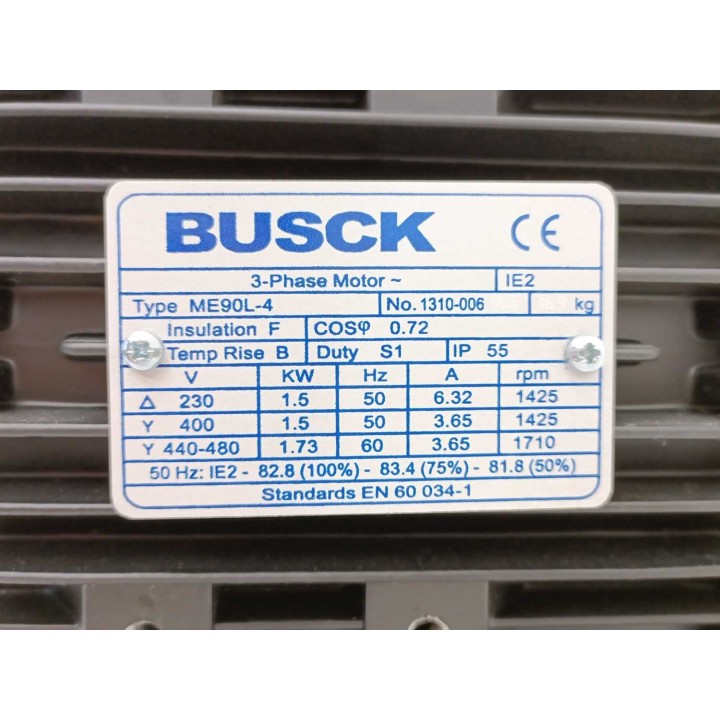 BUSCK CE
3-Phase Motor ~ IE2
Type ME90L-4 No. 1310-006 kg
Insulation F COSφ 0.72
Temp Rise B Duty S1 IP 55
V KW Hz A rpm
Δ 230 1.5 50 6.32 1425
Y 400 1.5 50 3.65 1425
Y 440-480 1.73 60 3.65 1710
50 Hz: IE2 - 82.8 (100%) - 83.4 (75%) - 81.8 (50%)
Standards EN 60 034-1